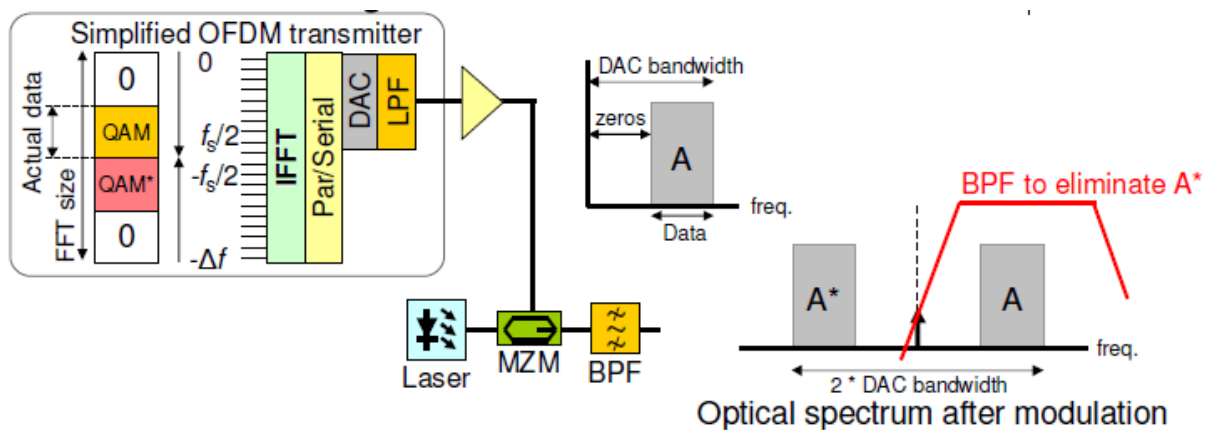 Simplified OFDM transmitter
Actual data
FFT size
0
QAM
QAM*
0
0
fs/2
-fs/2
-Δf
IFFT
Par/Serial
DAC
LPF
DAC bandwidth
zeros
A
freq.
Data
Laser
MZM
BPF
BPF to eliminate A*
A*
A
freq.
2 * DAC bandwidth
Optical spectrum after modulation